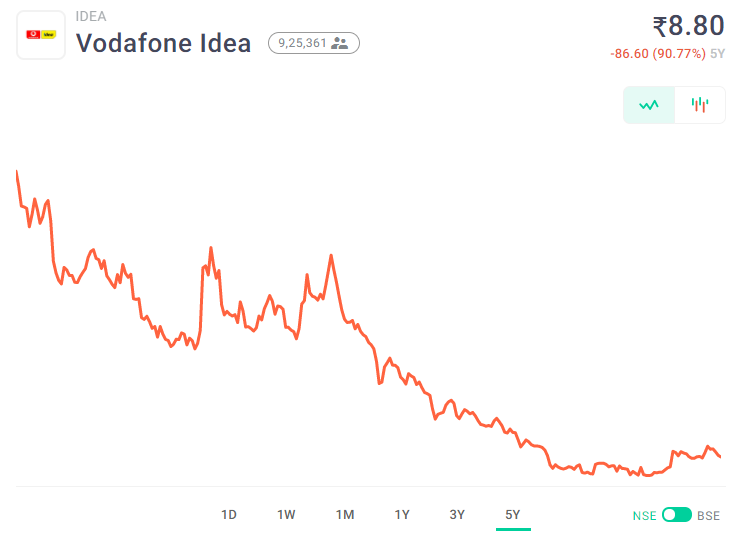 IDEA
Vodafone Idea
9,25,361
₹8.80
-86.60 (90.77%) 5Y
1D 1W 1M 1Y 3Y 5Y
NSE BSE